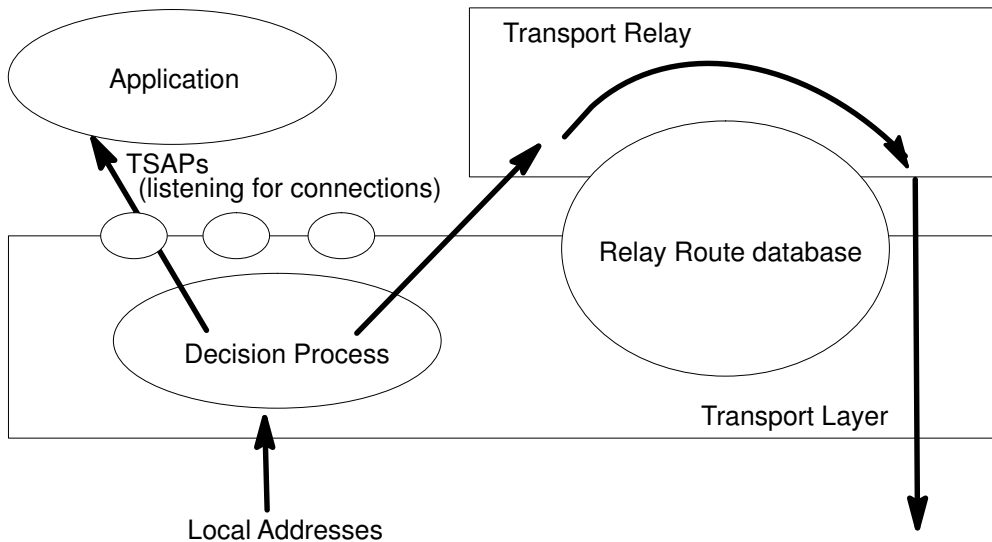 Transport Relay
Application
TSAPs
(listening for connections)
Relay Route database
Decision Process
Transport Layer
Local Addresses